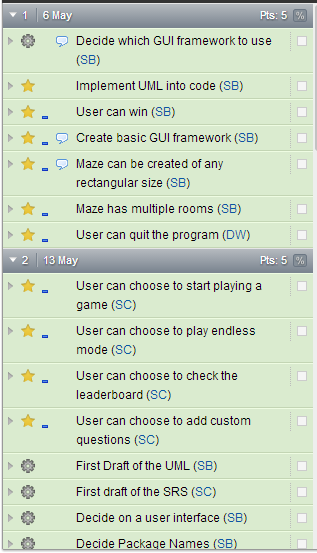 1 6 May Pts: 5 %
Decide which GUI framework to use
(SB)
Implement UML into code (SB)
User can win (SB)
Create basic GUI framework (SB)
Maze can be created of any
rectangular size (SB)
Maze has multiple rooms (SB)
User can quit the program (DW)
2 13 May Pts: 5 %
User can choose to start playing a
game (SC)
User can choose to play endless
mode (SC)
User can choose to check the
leaderboard (SC)
User can choose to add custom
questions (SC)
First Draft of the UML (SB)
First draft of the SRS (SC)
Decide on a user interface (SB)
Decide Package Names (SB)